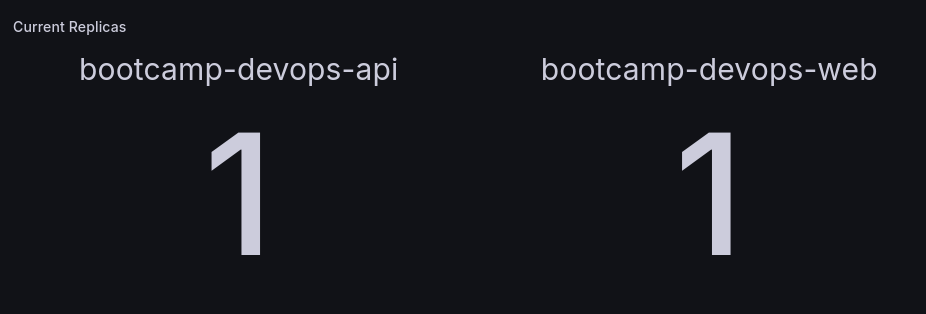 Current Replicas
bootcamp-devops-api
bootcamp-devops-web
1
1